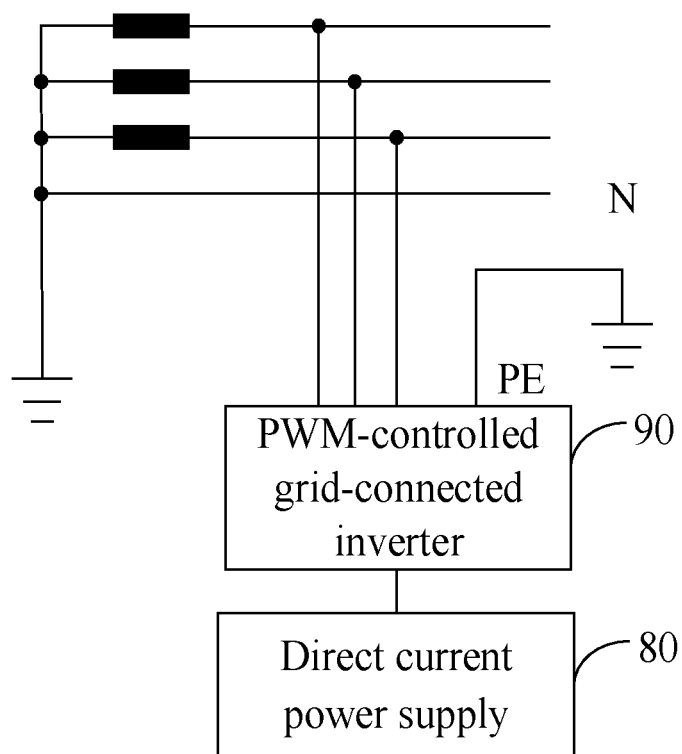 N
PE
PWM-controlled
grid-connected
inverter
90
Direct current
power supply
80